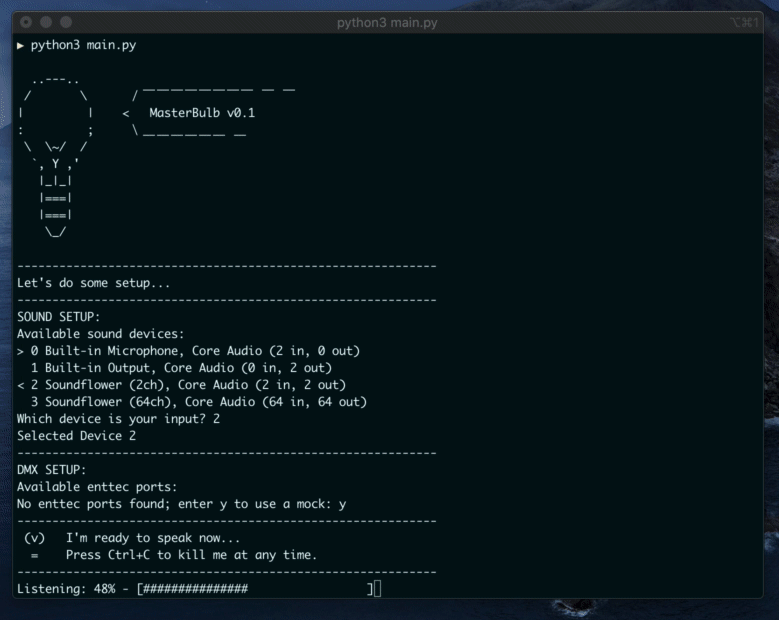 python3 main.py
⌥⌘1
▶ python3 main.py
MasterBulb v0.1
------------------------------------------------------------
Let's do some setup...
------------------------------------------------------------
SOUND SETUP:
Available sound devices:
> 0 Built-in Microphone, Core Audio (2 in, 0 out)
  1 Built-in Output, Core Audio (0 in, 2 out)
< 2 Soundflower (2ch), Core Audio (2 in, 2 out)
  3 Soundflower (64ch), Core Audio (64 in, 64 out)
Which device is your input? 2
Selected Device 2
------------------------------------------------------------
DMX SETUP:
Available enttec ports:
No enttec ports found; enter y to use a mock: y
------------------------------------------------------------
 (v)   I'm ready to speak now...
  =    Press Ctrl+C to kill me at any time.
------------------------------------------------------------
Listening: 48% - [###############                 ]